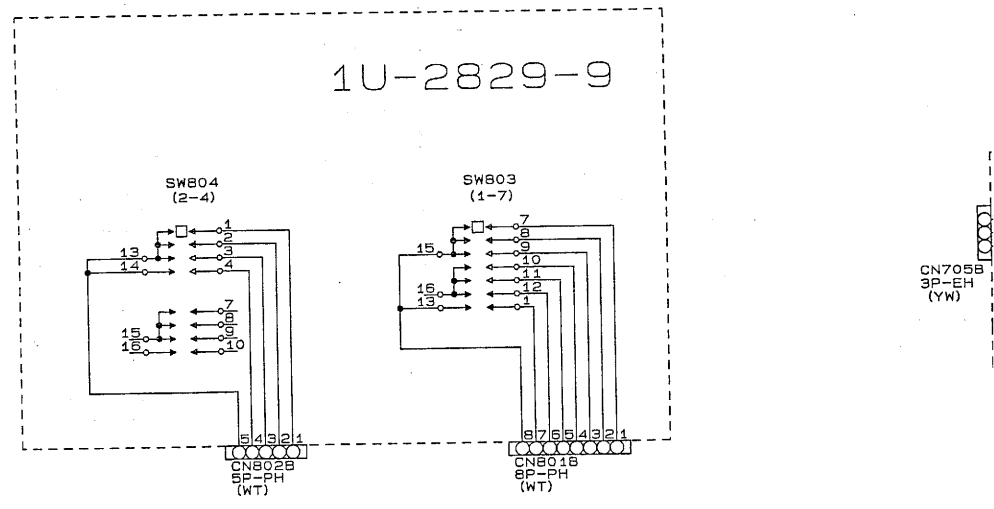 1U-2829-9
SW804
(2-4)
1
2
13
3
14
4
7
8
15
9
16
10
5 4 3 2 1
CN802B
5P-PH
(WT)
SW803
(1-7)
7
8
15
9
10
11
16
12
13
1
8 7 6 5 4 3 2 1
CN801B
8P-PH
(WT)
CN705B
3P-EH
(YW)